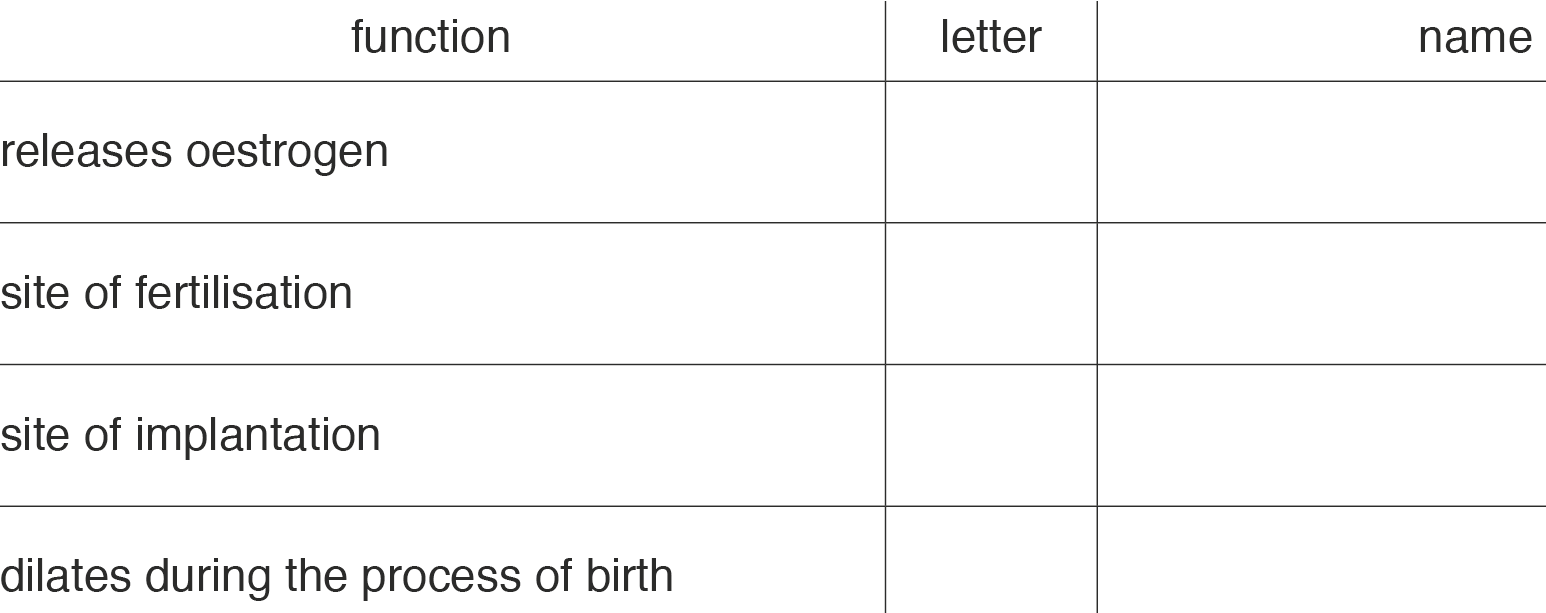 function letter name
releases oestrogen
site of fertilisation
site of implantation
dilates during the process of birth